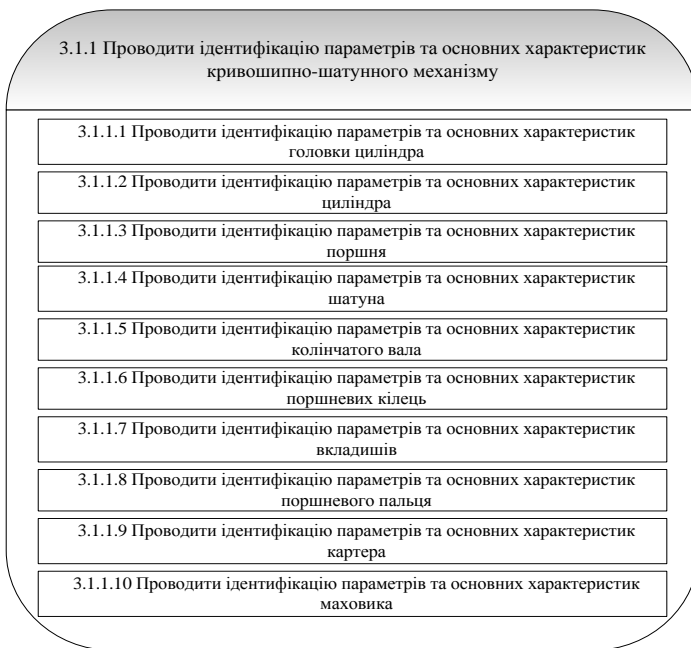 3.1.1 Проводити ідентифікацію параметрів та основних характеристик
кривошипно-шатунного механізму
3.1.1.1 Проводити ідентифікацію параметрів та основних характеристик
головки циліндра
3.1.1.2 Проводити ідентифікацію параметрів та основних характеристик
циліндра
3.1.1.3 Проводити ідентифікацію параметрів та основних характеристик
поршня
3.1.1.4 Проводити ідентифікацію параметрів та основних характеристик
шатуна
3.1.1.5 Проводити ідентифікацію параметрів та основних характеристик
колінчатого вала
3.1.1.6 Проводити ідентифікацію параметрів та основних характеристик
поршневих кілець
3.1.1.7 Проводити ідентифікацію параметрів та основних характеристик
вкладишів
3.1.1.8 Проводити ідентифікацію параметрів та основних характеристик
поршневого пальця
3.1.1.9 Проводити ідентифікацію параметрів та основних характеристик
картера
3.1.1.10 Проводити ідентифікацію параметрів та основних характеристик
маховика